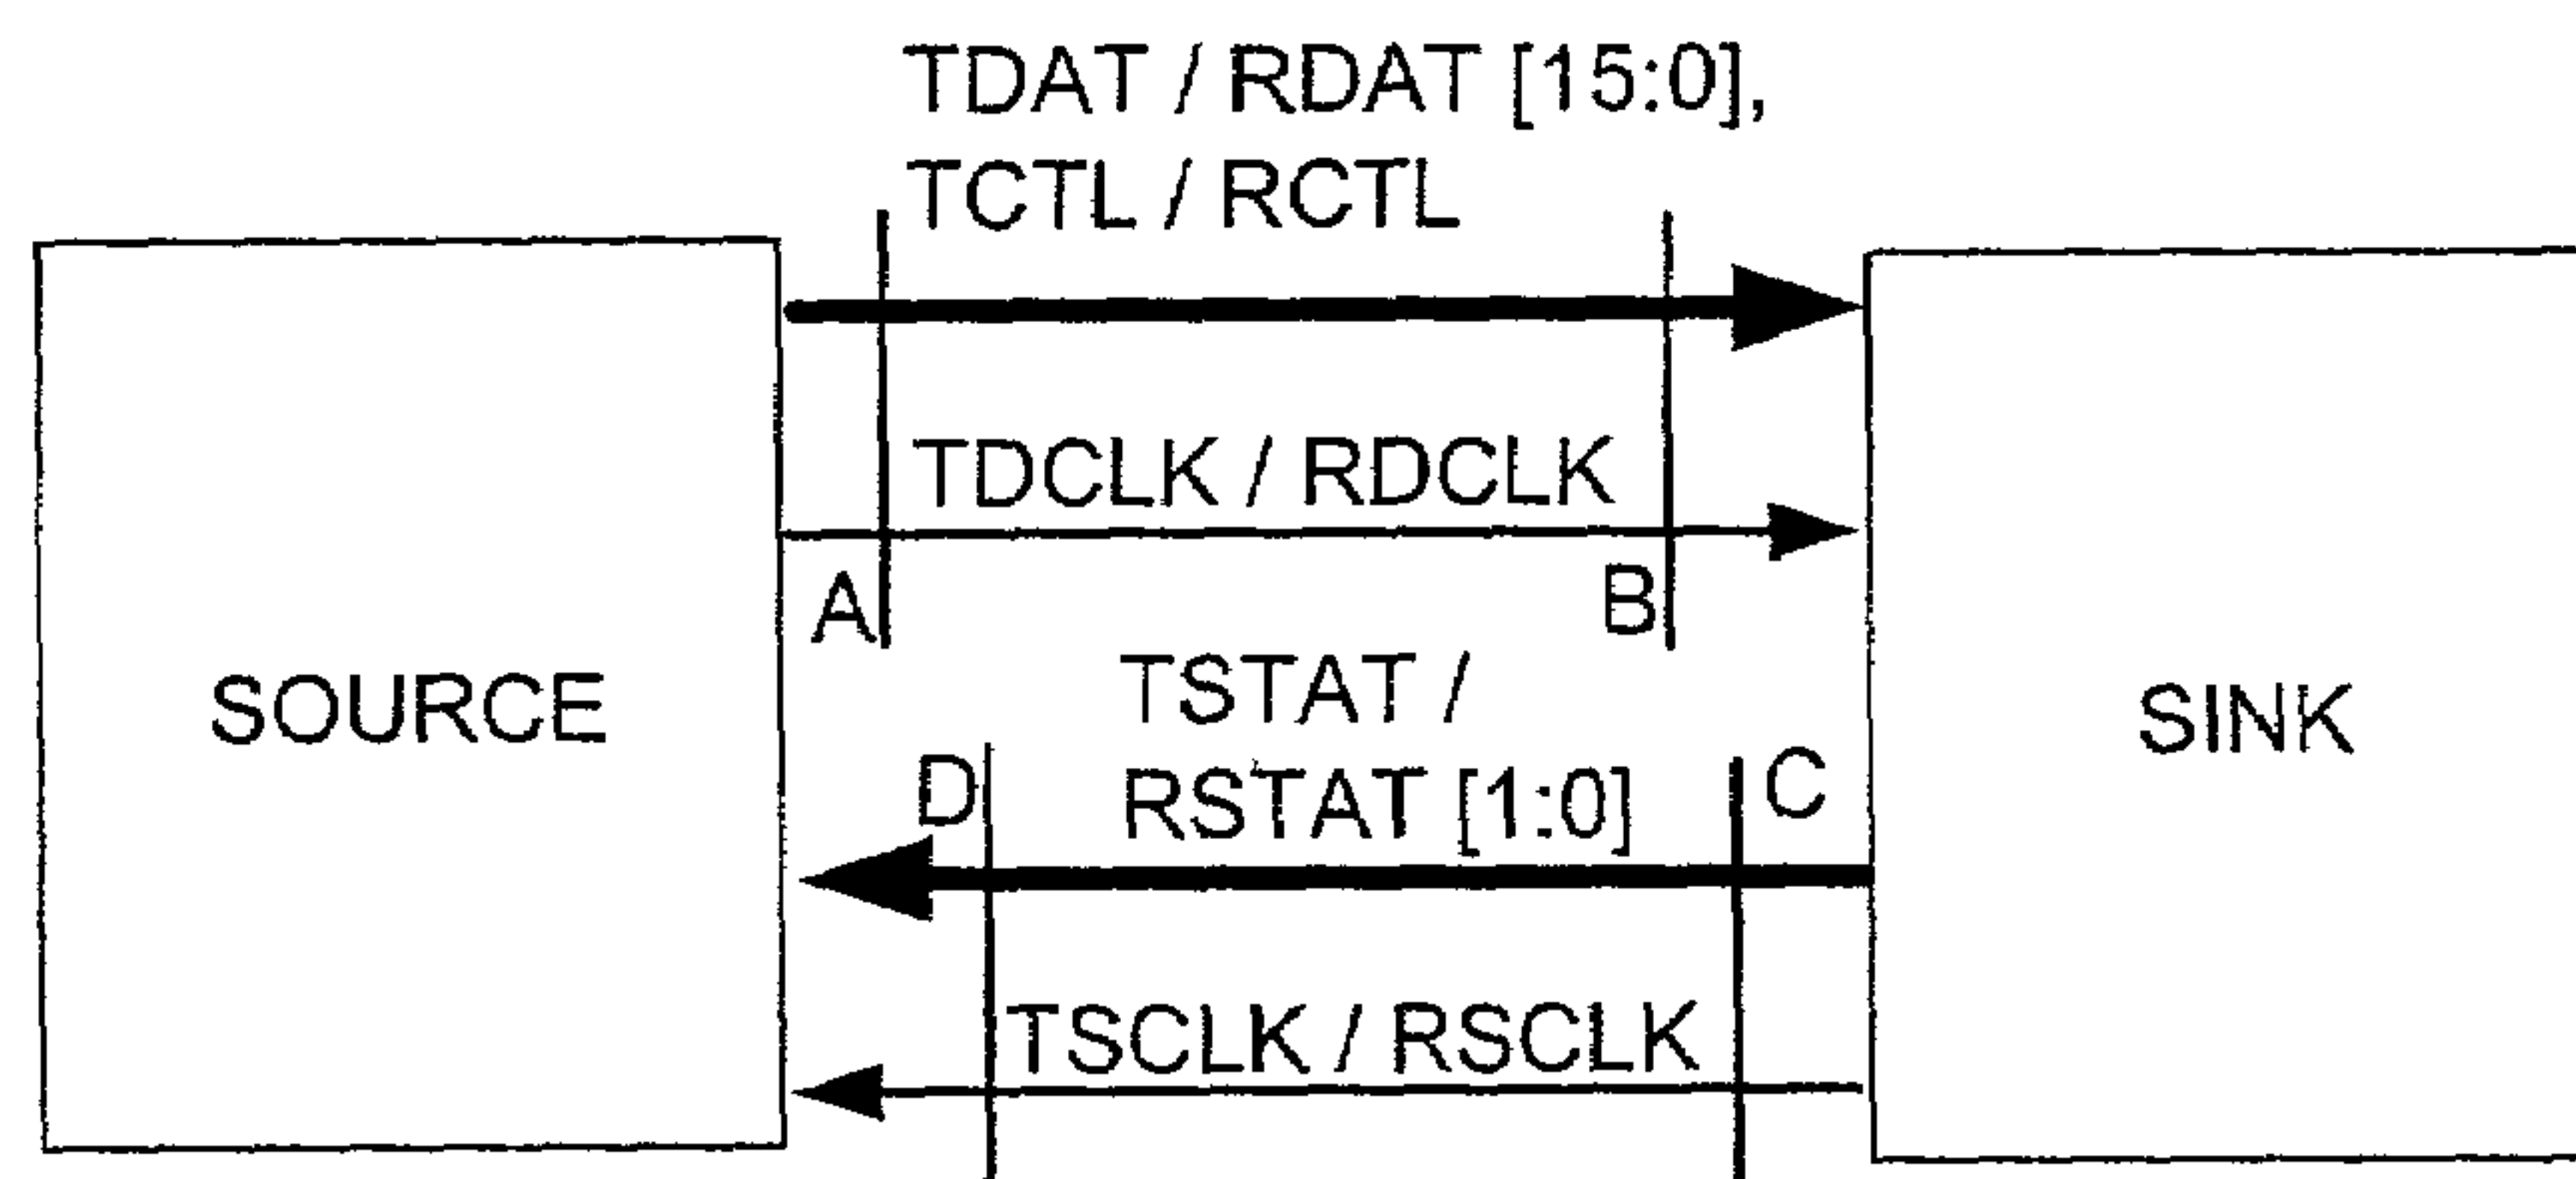 TDAT / RDAT [15:0],
TCTL / RCTL
TDCLK / RDCLK
A
B
SOURCE
TSTAT /
RSTAT [1:0]
SINK
D
C
TSCLK / RSCLK